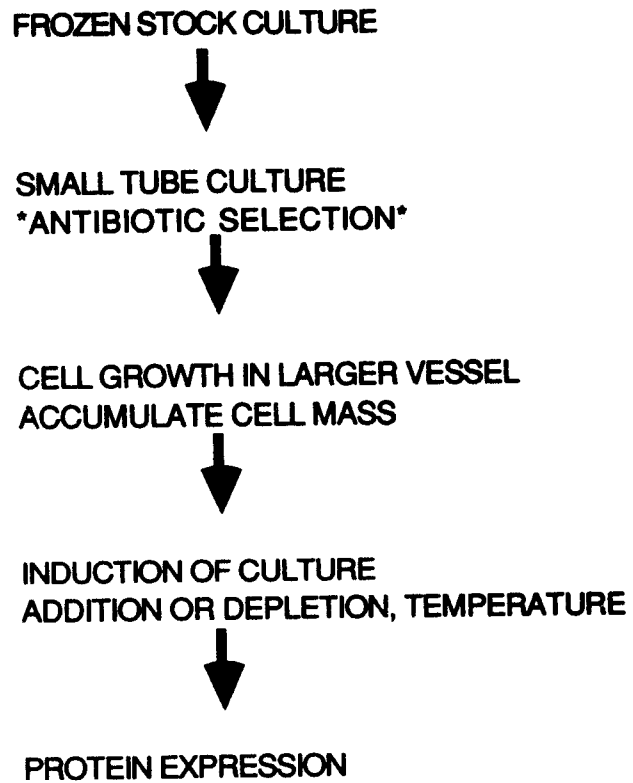 FROZEN STOCK CULTURE
SMALL TUBE CULTURE
*ANTIBIOTIC SELECTION*
CELL GROWTH IN LARGER VESSEL
ACCUMULATE CELL MASS
INDUCTION OF CULTURE
ADDITION OR DEPLETION, TEMPERATURE
PROTEIN EXPRESSION